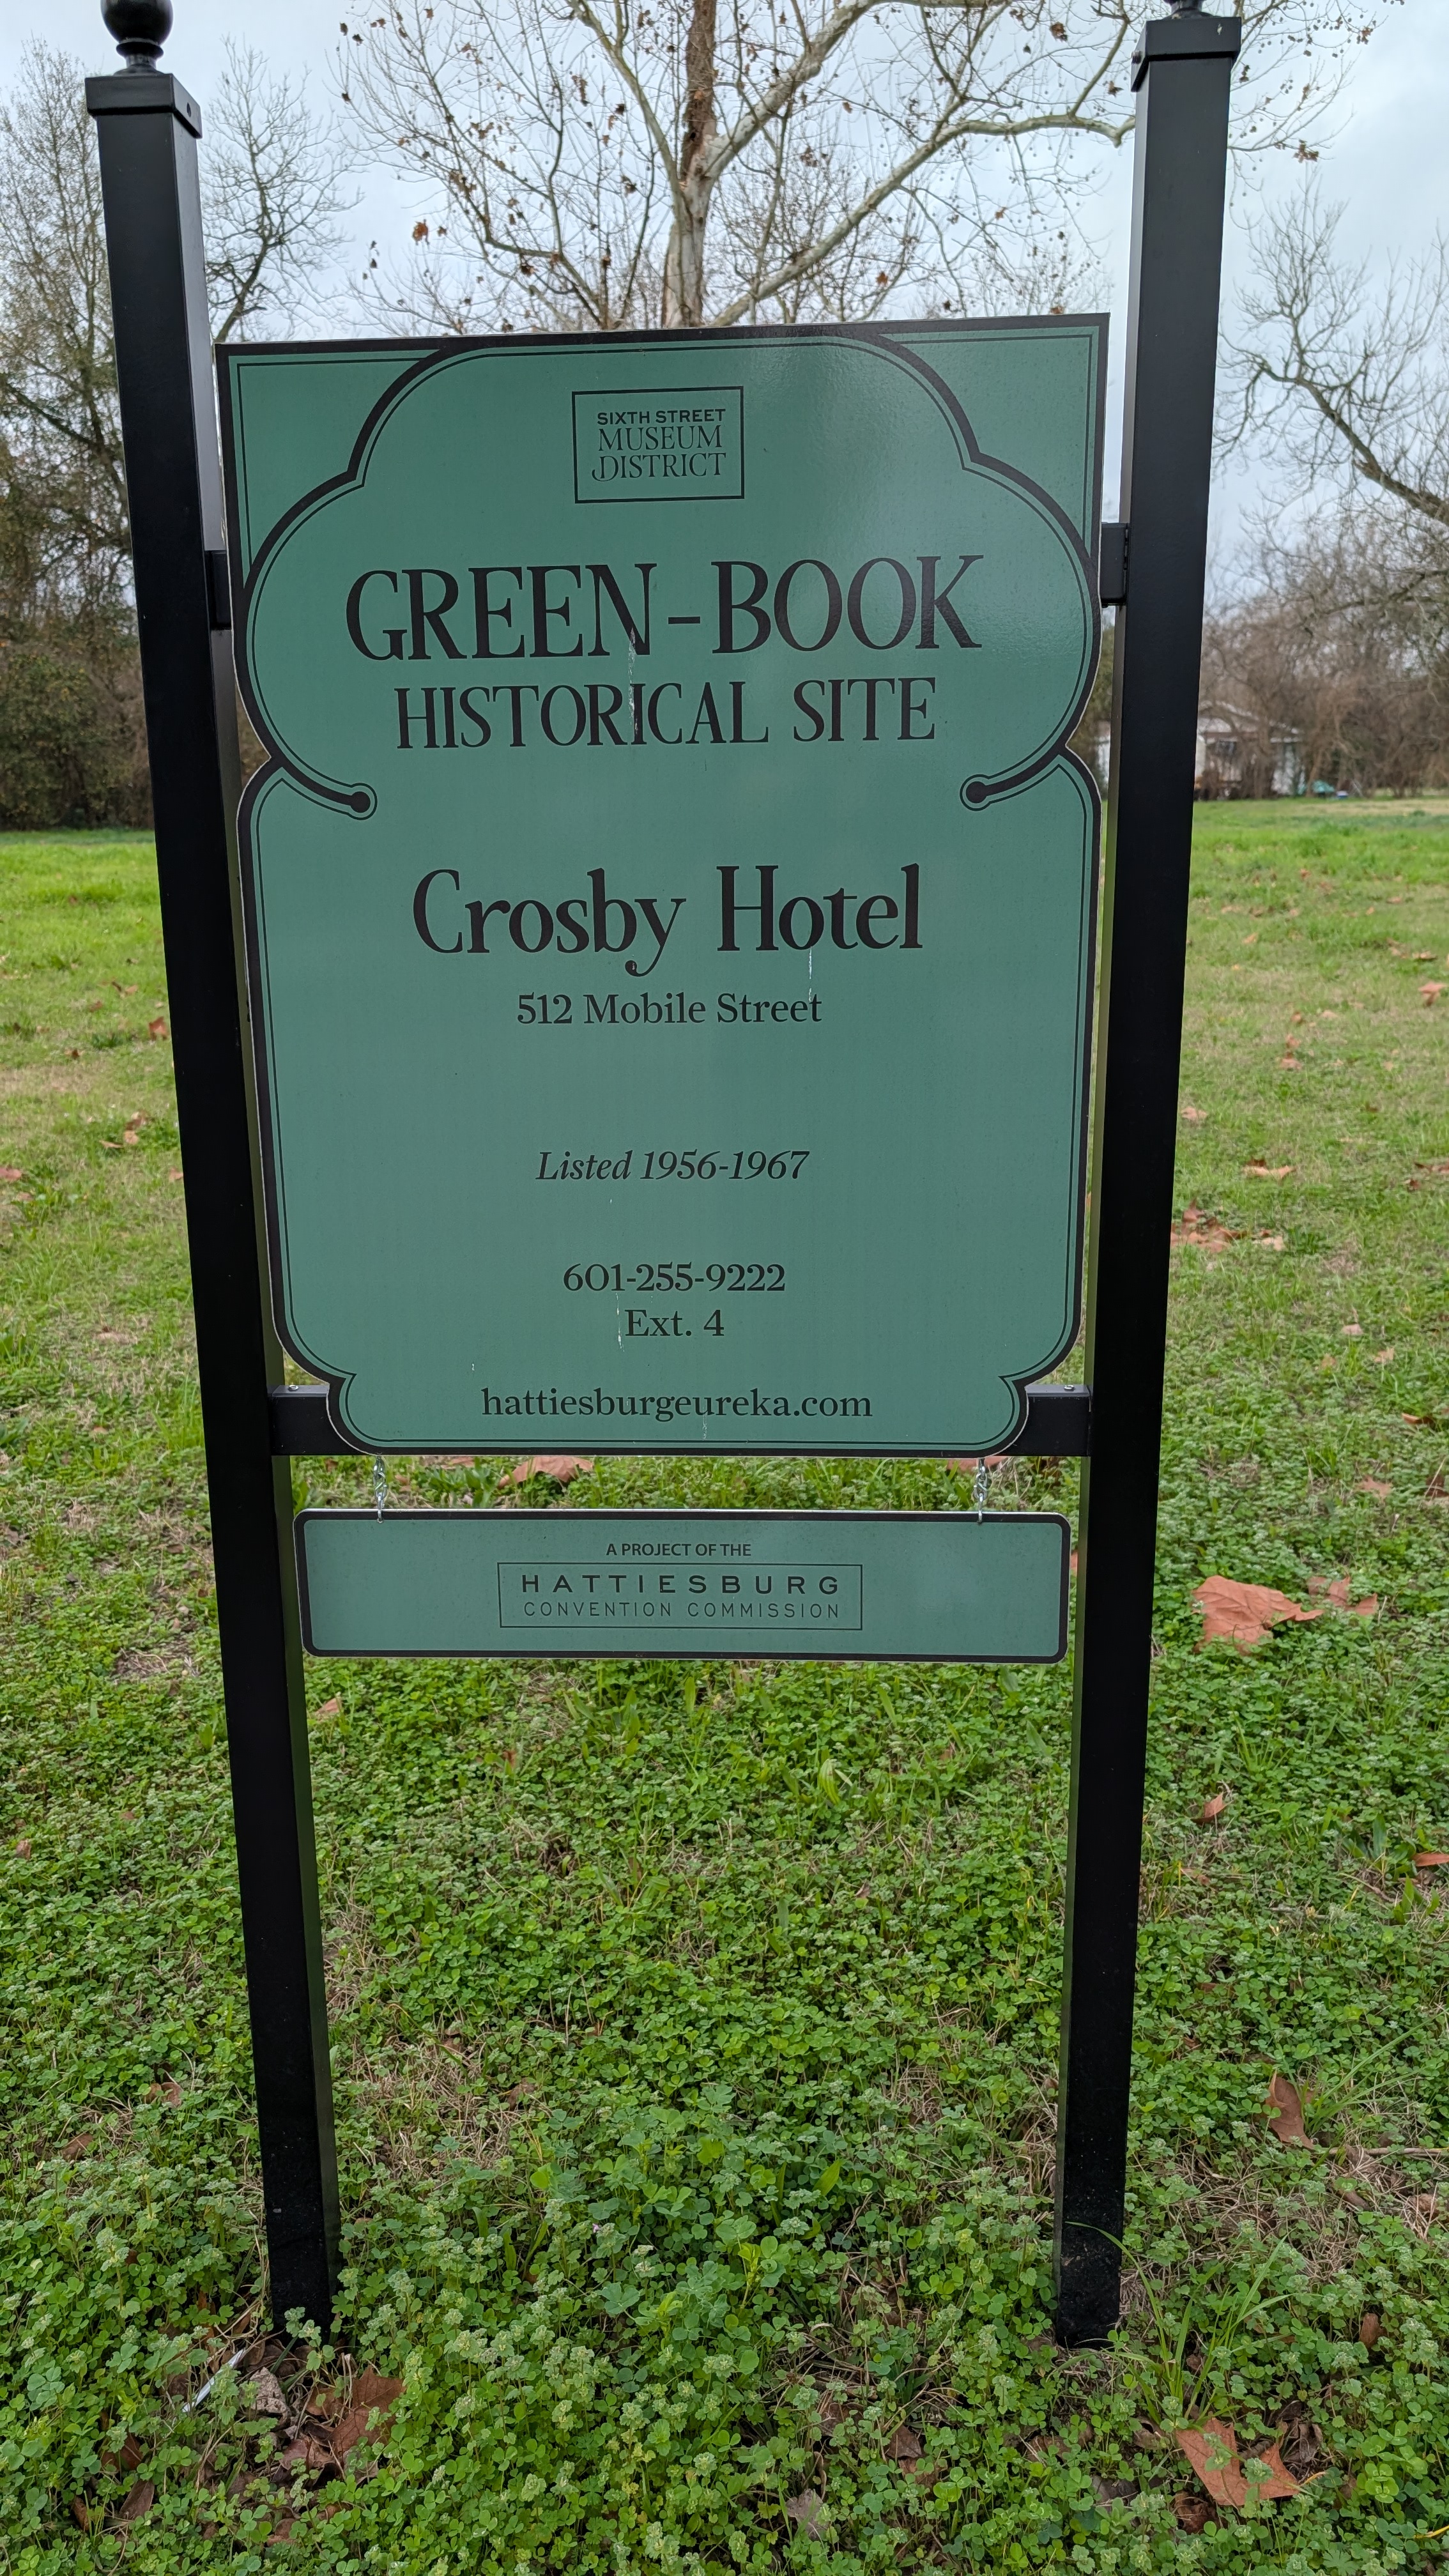 SIXTH STREET
MUSEUM
DISTRICT
GREEN-BOOK
HISTORICAL SITE
Crosby Hotel
512 Mobile Street
Listed 1956-1967
601-255-9222
Ext. 4
hattiesburgeureka.com
A PROJECT OF THE
HATTIESBURG
CONVENTION COMMISSION